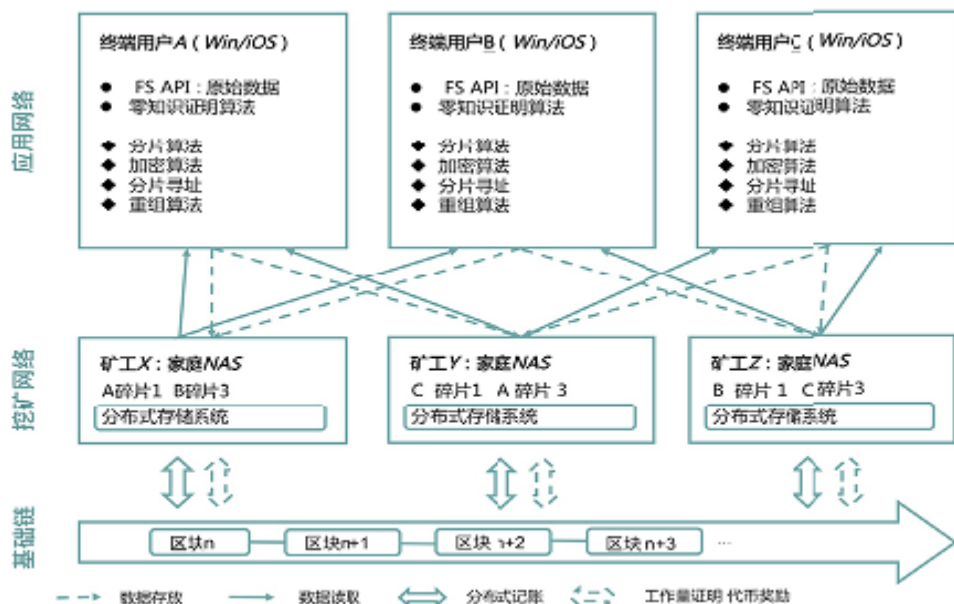 应用网络
终端用户A ( Win/iOS )
FS API : 原始数据
零知识证明算法
分片算法
加密算法
分片寻址
重组算法
终端用户B ( Win/iOS )
FS API : 原始数据
零知识证明算法
分片算法
加密算法
分片寻址
重组算法
终端用户C ( Win/iOS )
FS API : 原始数据
零知识证明算法
分片算法
加密算法
分片寻址
重组算法
挖矿网络
矿工X : 家庭NAS
A碎片1 B碎片3
分布式存储系统
矿工Y : 家庭NAS
C 碎片1 A 碎片 3
分布式存储系统
矿工Z : 家庭NAS
B 碎片 1 C碎片3
分布式存储系统
基础链
区块n
区块n+1
区块 n+2
区块 n+3
...
数据存放
数据读取
分布式记账
工作量证明 代币奖励